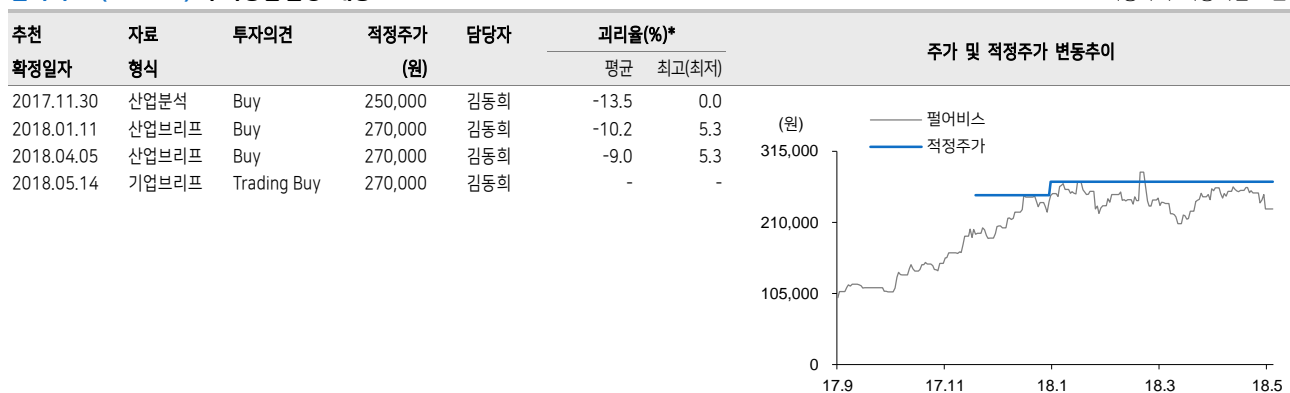 추천 자료 투자의견 적정주가 담당자 괴리율(%)* 주가 및 적정주가 변동추이
확정일자 형식 (원) 평균 최고(최저)
2017.11.30 산업분석 Buy 250,000 김동희 -13.5 0.0
2018.01.11 산업브리프 Buy 270,000 김동희 -10.2 5.3
2018.04.05 산업브리프 Buy 270,000 김동희 -9.0 5.3
2018.05.14 기업브리프 Trading Buy 270,000 김동희 - -
(원)
펄어비스
적정주가
315,000
210,000
105,000
0
17.9 17.11 18.1 18.3 18.5